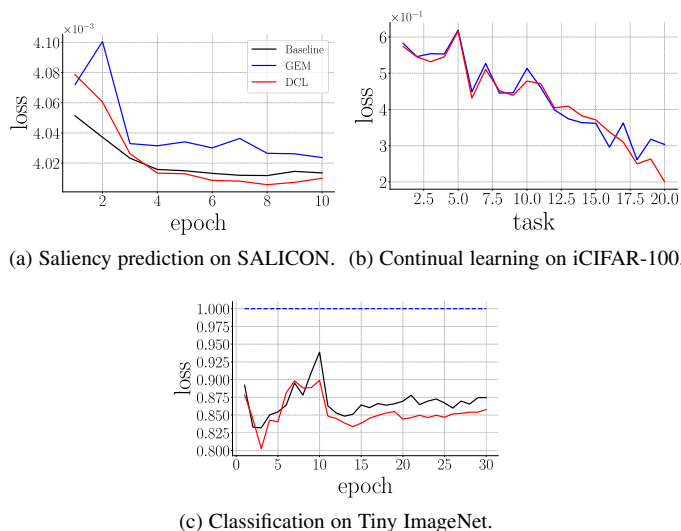 ×10⁻³
4.10
4.08
4.06
4.04
4.02
loss
2 4 6 8 10
epoch
Baseline
GEM
DCL
(a) Saliency prediction on SALICON.
×10⁻¹
6
5
4
3
2
loss
2.5 5.0 7.5 10.0 12.5 15.0 17.5 20.0
task
(b) Continual learning on iCIFAR-100.
1.000
0.975
0.950
0.925
0.900
0.875
0.850
0.825
0.800
loss
0 5 10 15 20 25 30
epoch
(c) Classification on Tiny ImageNet.